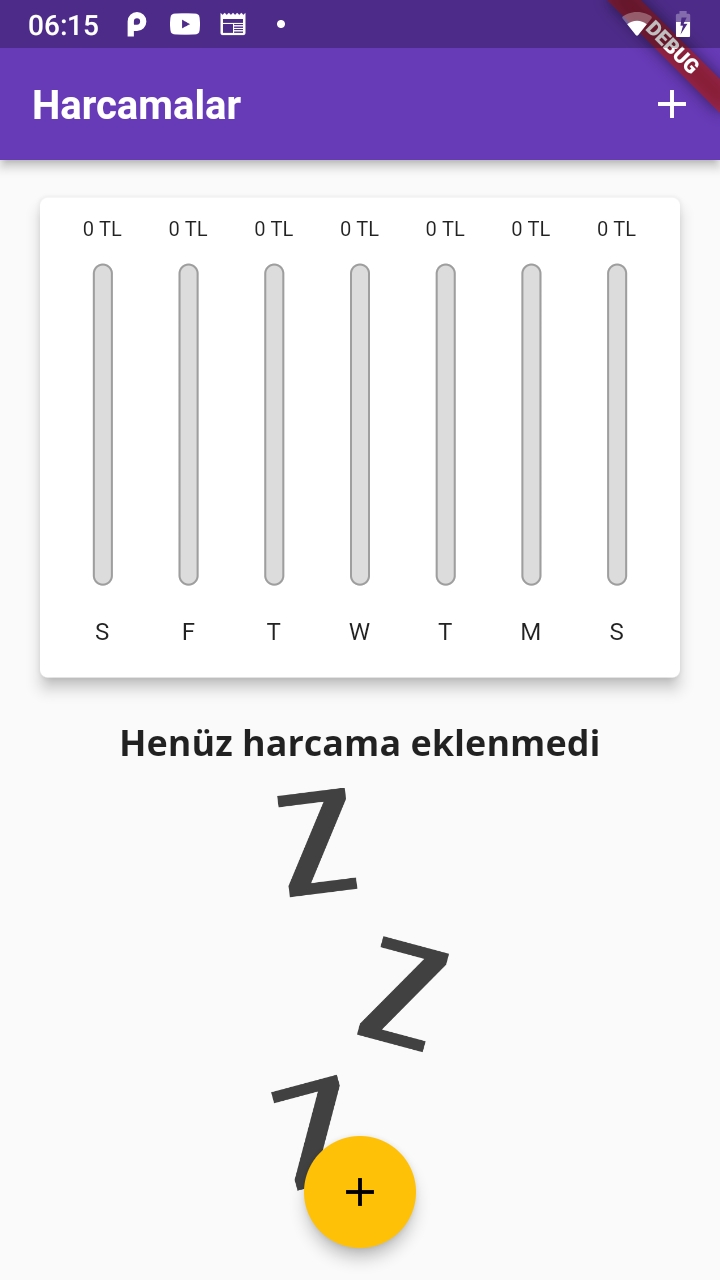 06:15
DEBUG
Harcamalar
0 TL 0 TL 0 TL 0 TL 0 TL 0 TL 0 TL
S F T W T M S
Henüz harcama eklenmedi
Z
Z
Z